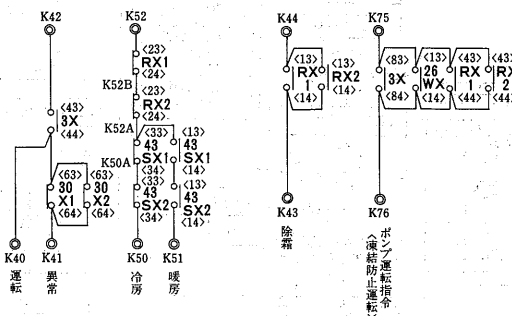 K42
K52
K44
K75
<23>
RX1
<24>
K52B
<23>
RX2
<24>
K52A
<43>
3X
<44>
<33>
43
SX1
<34>
<13>
43
SX1
<14>
K50A
<33>
43
SX2
<34>
<13>
43
SX2
<14>
<63>
30
X1
<64>
<63>
30
X2
<64>
<13>
RX
1
<14>
<13>
RX2
<14>
<83>
3X
<84>
<13>
26
WX
<14>
<43>
RX
1
<44>
<43>
RX
2
<44>
K40
K41
K50
K51
K43
K76
運転
異常
冷房
暖房
除霜
ポンプ運転指令
<凍結防止運転>